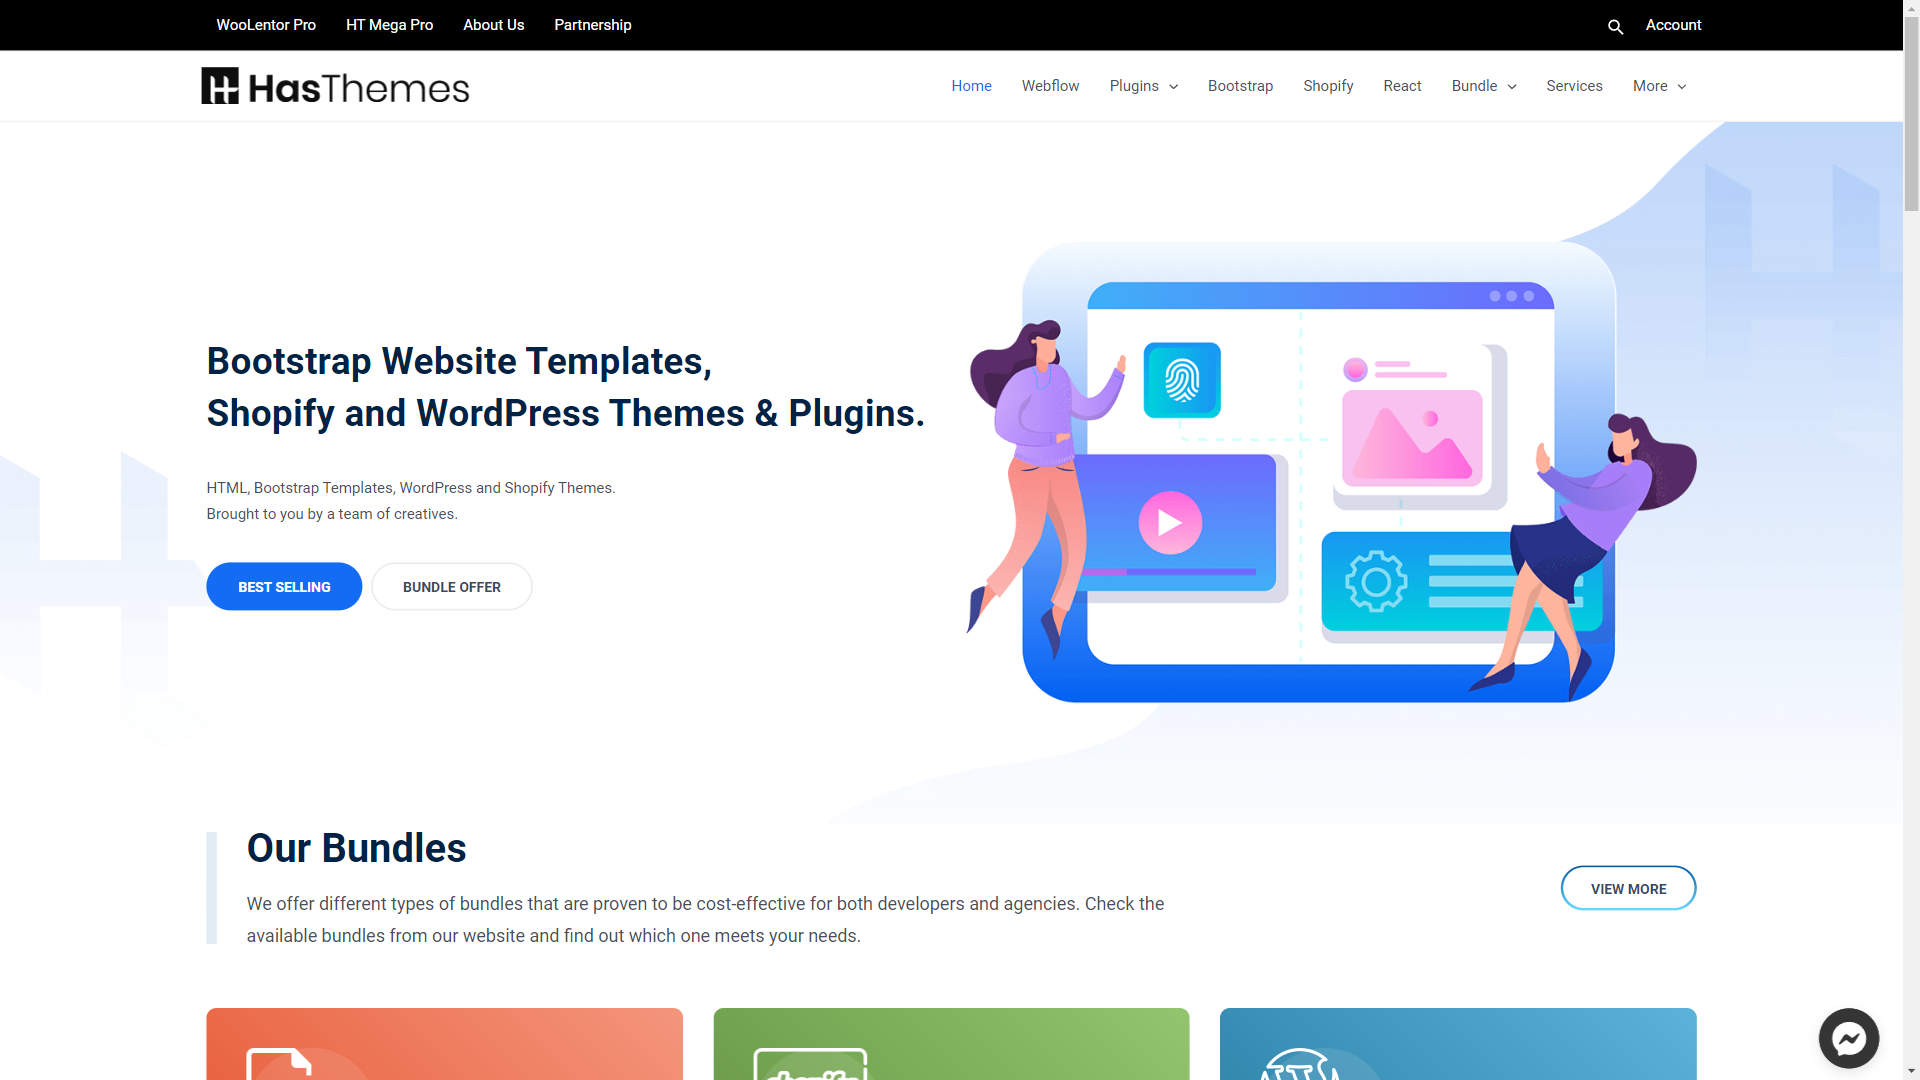 WooLentor Pro HT Mega Pro About Us Partnership Account
HasThemes
Home Webflow Plugins Bootstrap Shopify React Bundle Services More
Bootstrap Website Templates,
Shopify and WordPress Themes & Plugins.
HTML, Bootstrap Templates, WordPress and Shopify Themes.
Brought to you by a team of creatives.
BEST SELLING BUNDLE OFFER
Our Bundles
We offer different types of bundles that are proven to be cost-effective for both developers and agencies. Check the
available bundles from our website and find out which one meets your needs.
VIEW MORE